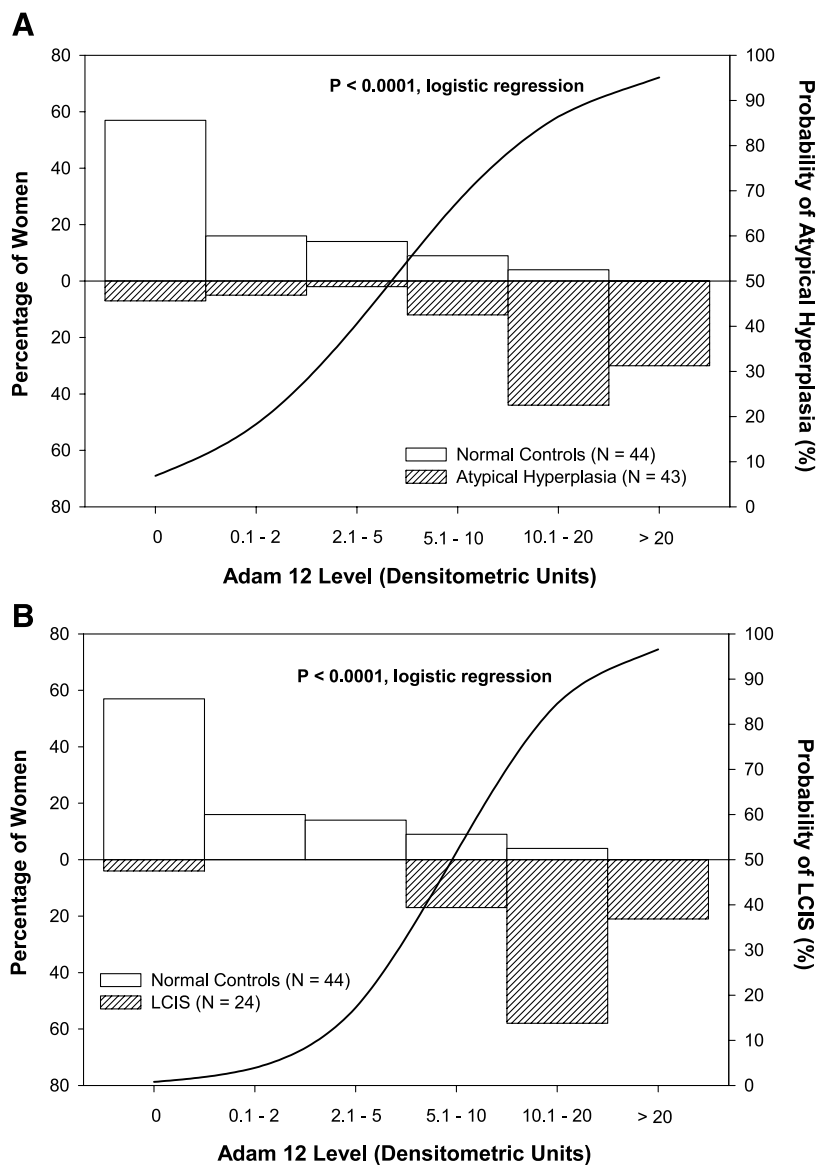 A
P < 0.0001, logistic regression
Percentage of Women
80
60
40
20
0
20
40
60
80
Probability of Atypical Hyperplasia (%)
100
90
80
70
60
50
40
30
20
10
0
Normal Controls (N = 44)
Atypical Hyperplasia (N = 43)
0 0.1 - 2 2.1 - 5 5.1 - 10 10.1 - 20 > 20
Adam 12 Level (Densitometric Units)
B
P < 0.0001, logistic regression
Percentage of Women
80
60
40
20
0
20
40
60
80
Probability of LCIS (%)
100
90
80
70
60
50
40
30
20
10
0
Normal Controls (N = 44)
LCIS (N = 24)
0 0.1 - 2 2.1 - 5 5.1 - 10 10.1 - 20 > 20
Adam 12 Level (Densitometric Units)